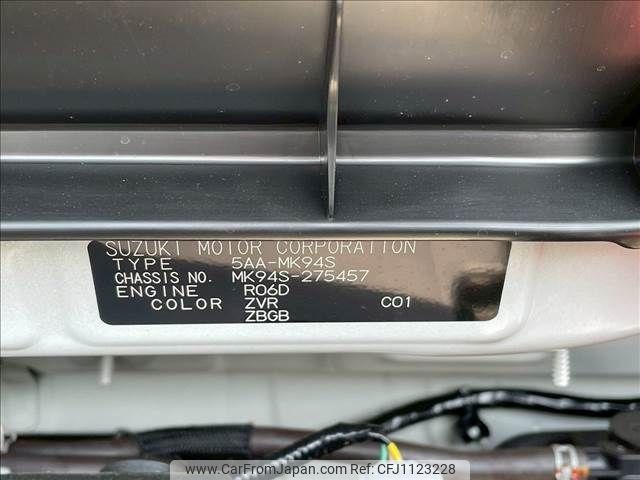 SUZUKI MOTOR CORPORATION
TYPE 5AA-MK94S
CHASSIS NO. MK94S-275457
ENGINE R06D
COLOR ZVR C01
ZBGB
www.CarFromJapan.com - CFJ1123228